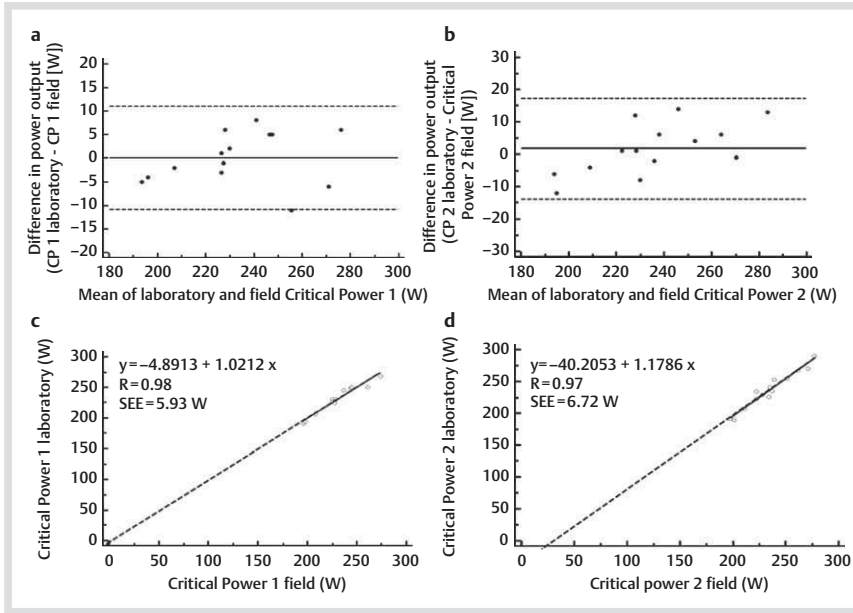 a
Difference in power output
(CP 1 laboratory - CP 1 field [W])
20
15
10
5
0
−5
−10
−15
−20
180
200
220
240
260
280
300
Mean of laboratory and field Critical Power 1 (W)
b
Difference in power output
(CP 2 laboratory - Critical
Power 2 field [W])
30
20
10
0
−10
−20
−30
180
200
220
240
260
280
300
Mean of laboratory and field Critical Power 2 (W)
c
Critical Power 1 laboratory (W)
300
250
200
150
100
50
0
y=−4.8913 + 1.0212 x
R=0.98
SEE=5.93 W
0
50
100
150
200
250
300
Critical Power 1 field (W)
d
Critical Power 2 laboratory (W)
300
250
200
150
100
50
0
y=−40.2053 + 1.1786 x
R=0.97
SEE=6.72 W
0
50
100
150
200
250
300
Critical power 2 field (W)